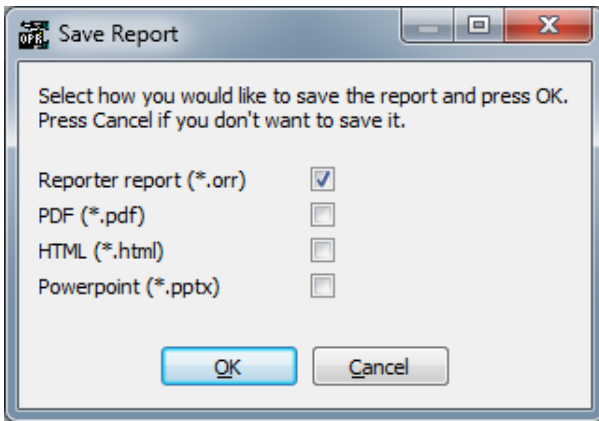 OPR
Save Report
Select how you would like to save the report and press OK.
Press Cancel if you don't want to save it.
Reporter report (*.orr)
PDF (*.pdf)
HTML (*.html)
Powerpoint (*.pptx)
OK
Cancel